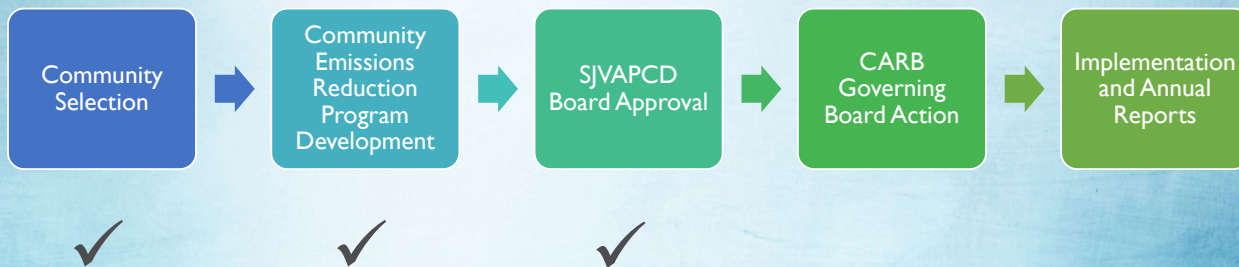 Community
Selection
Community
Emissions
Reduction
Program
Development
SJVAPCD
Board Approval
CARB
Governing
Board Action
Implementation
and Annual
Reports